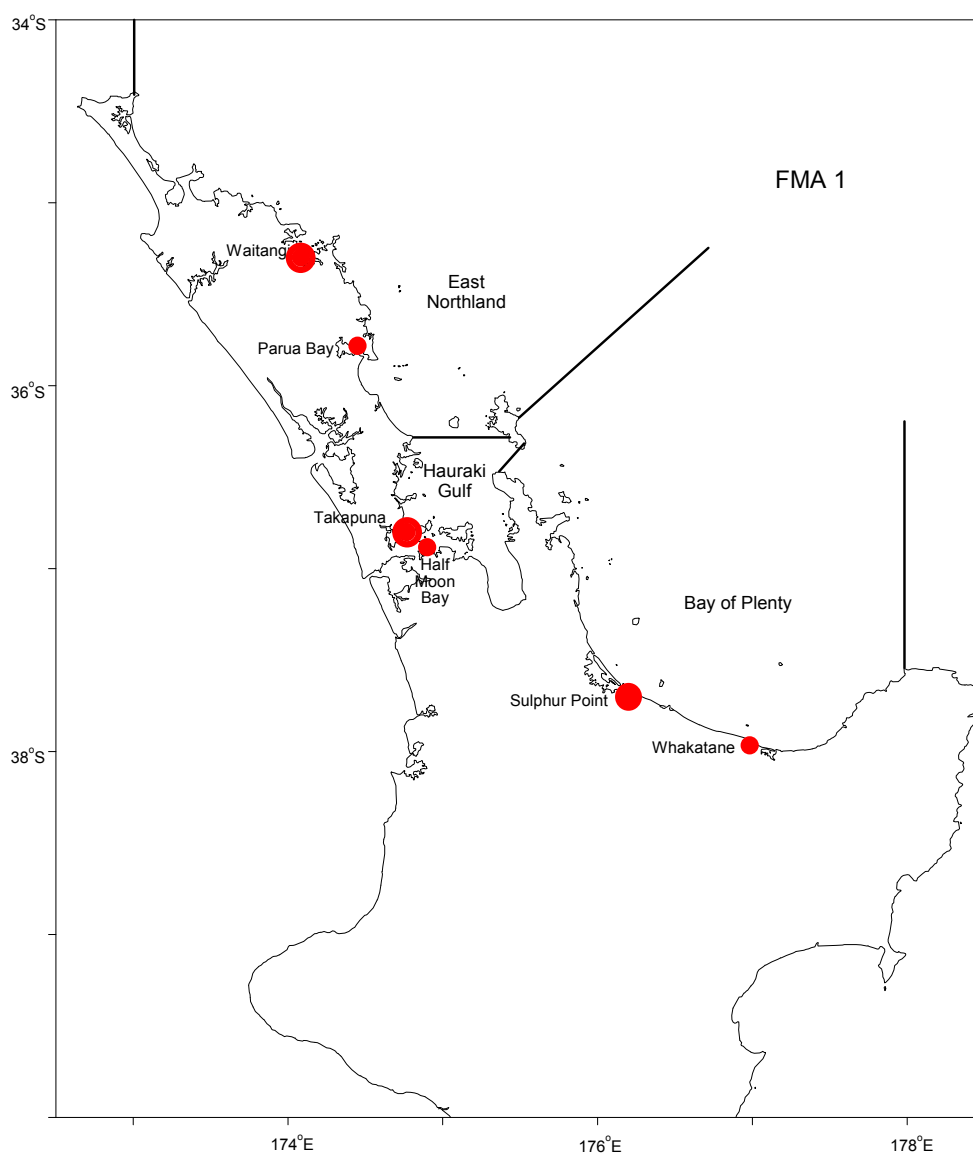 34°S
FMA 1
Waitangi
East
Northland
Parua Bay
36°S
Hauraki
Gulf
Takapuna
Half
Moon
Bay
Bay of Plenty
Sulphur Point
Whakatane
38°S
174°E
176°E
178°E